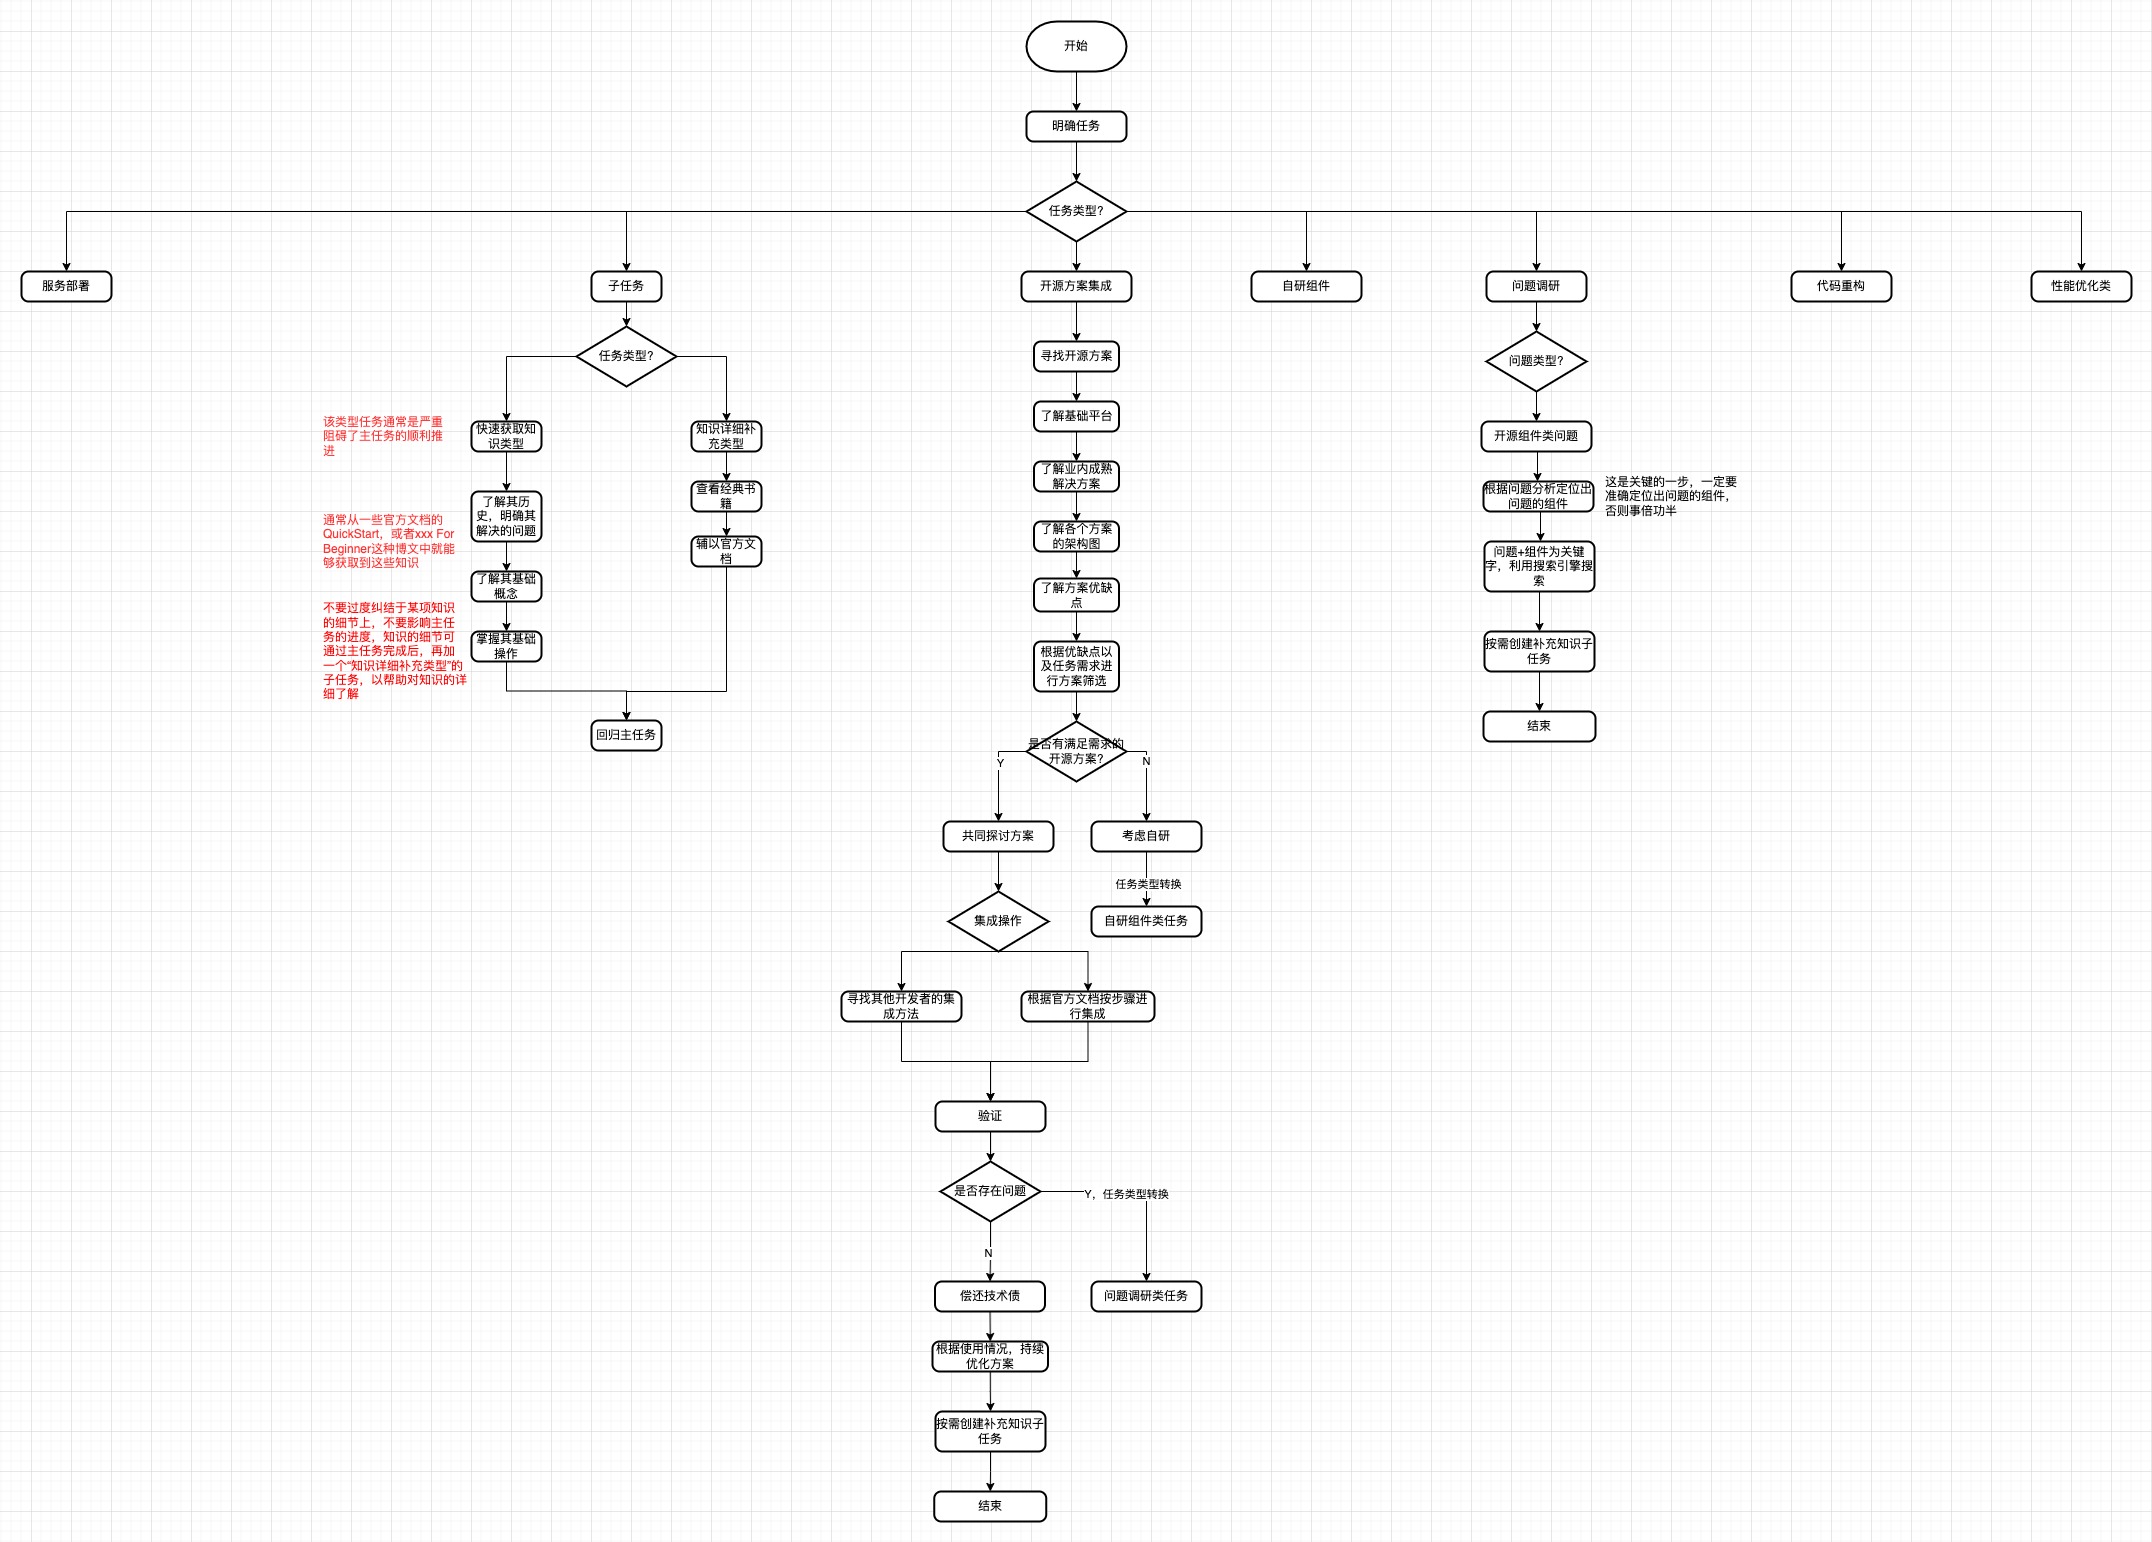 开始
明确任务
任务类型?
服务部署
子任务
开源方案集成
自研组件
问题调研
代码重构
性能优化类
任务类型?
该类型任务通常是严重
阻碍了主任务的顺利推
进
快速获取知
识类型
知识详细补
充类型
通常从一些官方文档的
QuickStart，或者xxx For
Beginner这种博文中就能
够获取到这些知识
了解其历
史，明确其
解决的问题
查看经典书
籍
辅以官方文
档
了解其基础
概念
不要过度纠结于某项知识
的细节上，不要影响主任
务的进度，知识的细节可
通过主任务完成后，再加
一个“知识详细补充类型”的
子任务，以帮助对知识的详
细了解
掌握其基础
操作
回归主任务
寻找开源方案
了解基础平台
了解业内成熟
解决方案
了解各个方案
的架构图
了解方案优缺
点
根据优缺点以
及任务需求进
行方案筛选
是否有满足需求的
开源方案?
Y
N
共同探讨方案
考虑自研
任务类型转换
集成操作
自研组件类任务
寻找其他开发者的集
成方法
根据官方文档按步骤进
行集成
验证
是否存在问题
Y，任务类型转换
N
偿还技术债
问题调研类任务
根据使用情况，持续
优化方案
按需创建补充知识子
任务
结束
问题类型?
开源组件类问题
根据问题分析定位出
问题的组件
这是关键的一步，一定要
准确定位出问题的组件，
否则事倍功半
问题+组件为关键
字，利用搜索引擎搜
索
按需创建补充知识子
任务
结束